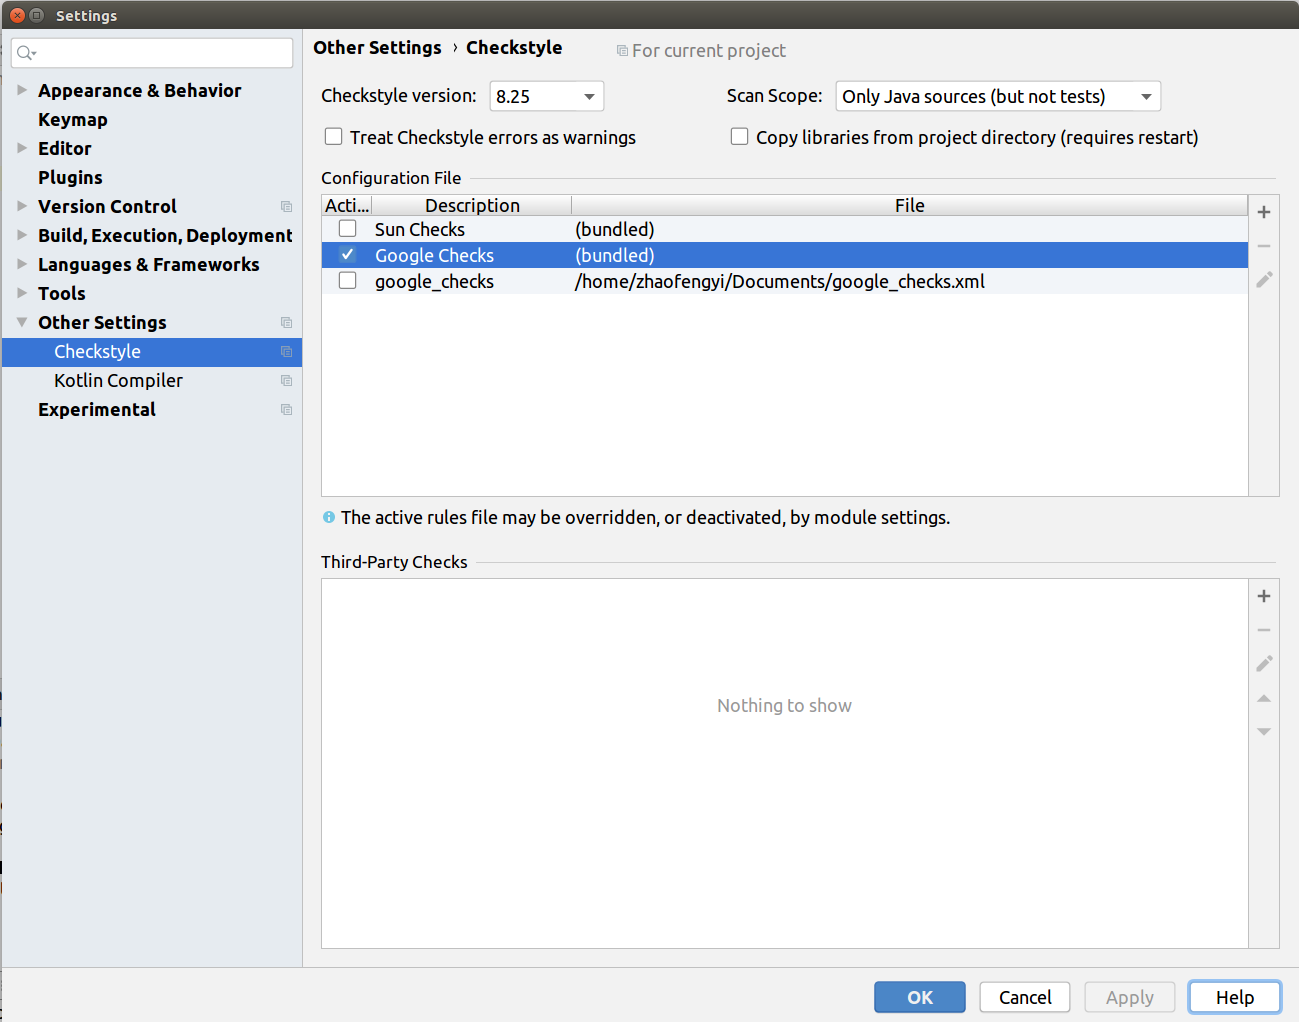 Settings
Other Settings › Checkstyle
For current project
Appearance & Behavior
Keymap
Editor
Plugins
Version Control
Build, Execution, Deployment
Languages & Frameworks
Tools
Other Settings
Checkstyle
Kotlin Compiler
Experimental
Checkstyle version: 8.25
Scan Scope: Only Java sources (but not tests)
Treat Checkstyle errors as warnings
Copy libraries from project directory (requires restart)
Configuration File
Acti... Description File
Sun Checks (bundled)
Google Checks (bundled)
google_checks /home/zhaofengyi/Documents/google_checks.xml
The active rules file may be overridden, or deactivated, by module settings.
Third-Party Checks
Nothing to show
OK Cancel Apply Help